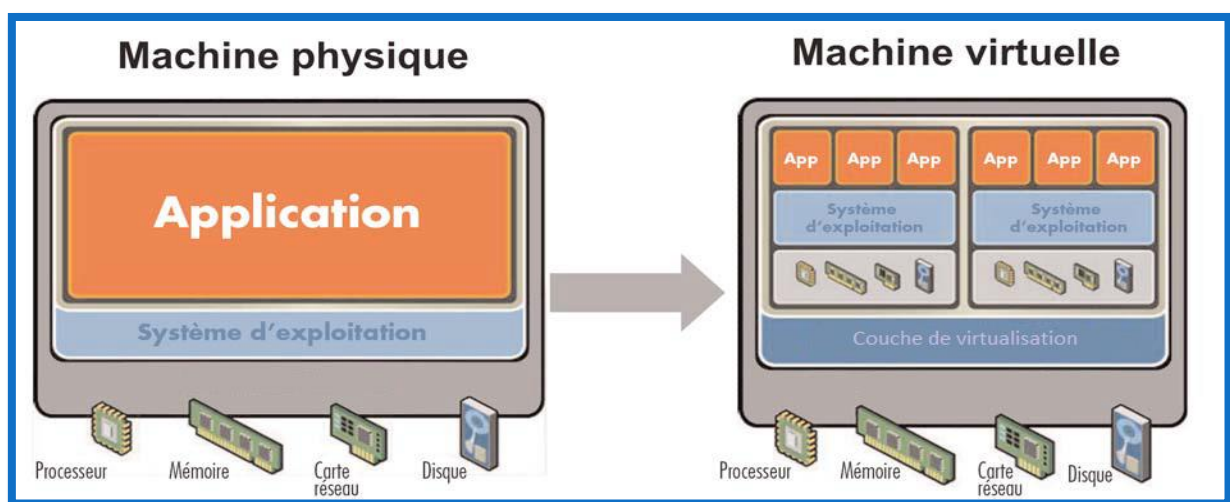 Machine physique
Machine virtuelle
Application
Système d'exploitation
Processeur
Mémoire
Carte
réseau
Disque
App
App
App
App
App
App
Système
d'exploitation
Système
d'exploitation
Couche de virtualisation
Processeur
Mémoire
Carte
réseau
Disque